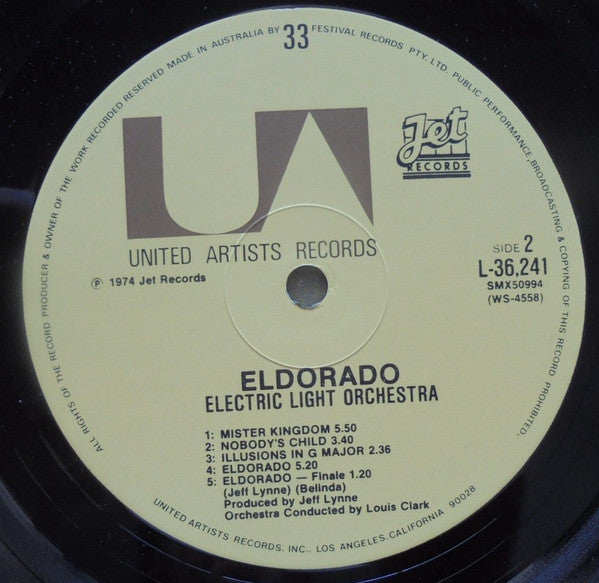 ALL RIGHTS OF THE RECORD PRODUCER & OWNER OF THE WORK RECORDED RESERVED MADE IN AUSTRALIA BY FESTIVAL RECORDS PTY. LTD. PUBLIC PERFORMANCE, BROADCASTING & COPYING OF THIS RECORD PROHIBITED.
33
UA
Jet
RECORDS
UNITED ARTISTS RECORDS
℗ 1974 Jet Records
SIDE 2
L-36,241
SMX50994
(WS-4558)
ELDORADO
ELECTRIC LIGHT ORCHESTRA
1: MISTER KINGDOM 5.50
2: NOBODY'S CHILD 3.40
3: ILLUSIONS IN G MAJOR 2.36
4: ELDORADO 5.20
5: ELDORADO — Finale 1.20
(Jeff Lynne) (Belinda)
Produced by Jeff Lynne
Orchestra Conducted by Louis Clark
UNITED ARTISTS RECORDS, INC., LOS ANGELES, CALIFORNIA 90028